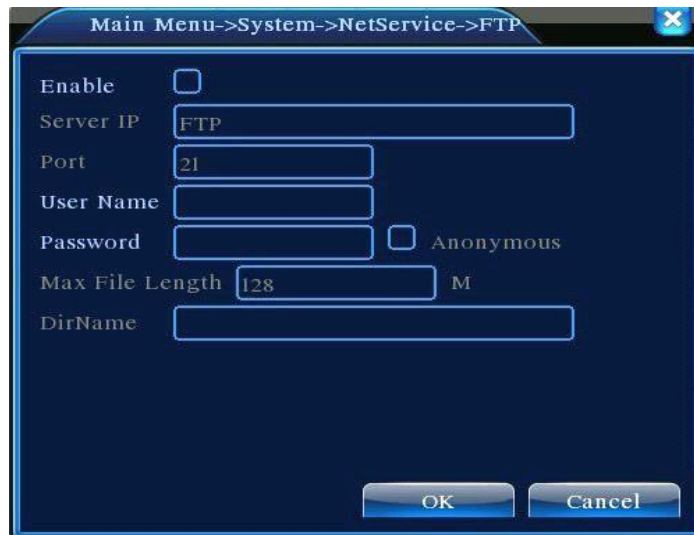 Main Menu->System->NetService->FTP
Enable
Server IP FTP
Port 21
User Name
Password Anonymous
Max File Length 128 M
DirName
OK Cancel